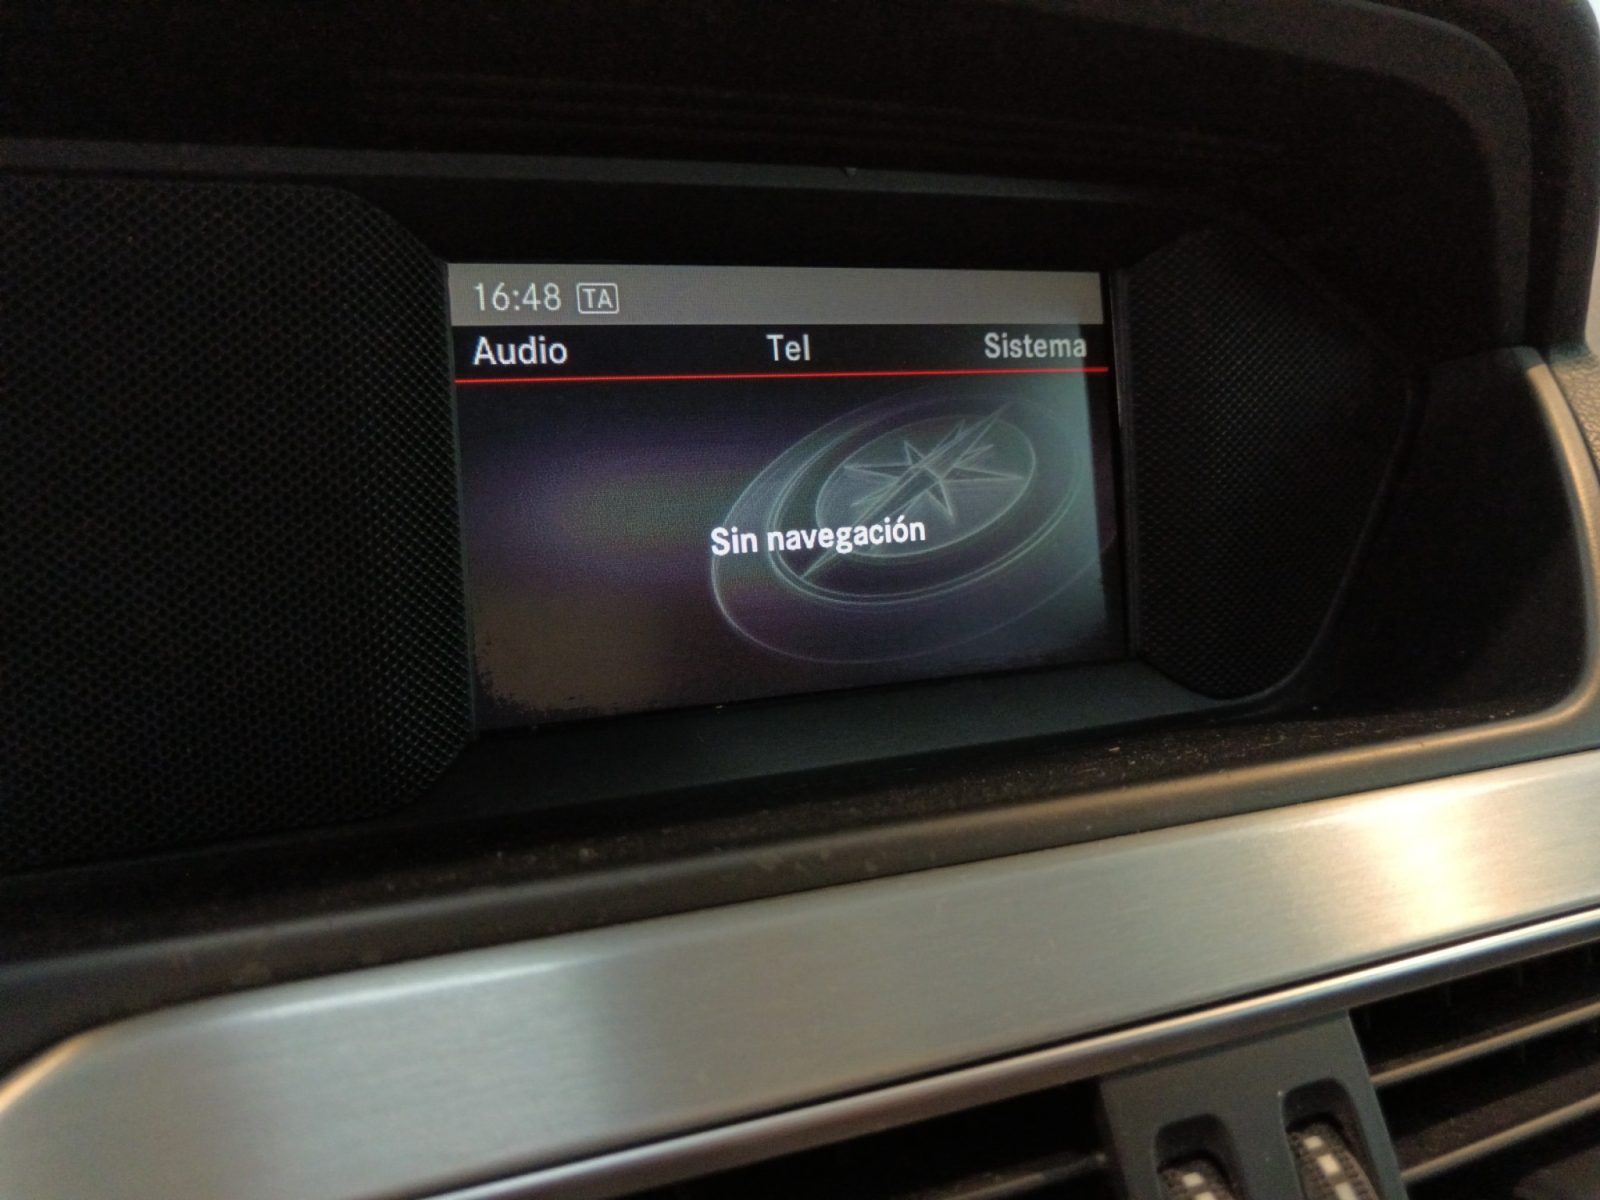 16:48 TA
Audio Tel Sistema
Sin navegación